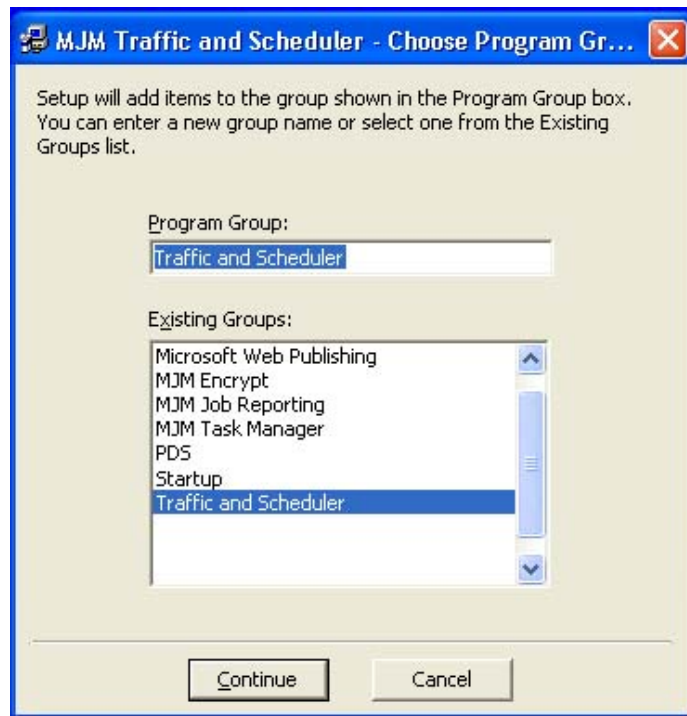 MJM Traffic and Scheduler - Choose Program Gr...
Setup will add items to the group shown in the Program Group box.
You can enter a new group name or select one from the Existing
Groups list.
Program Group:
Traffic and Scheduler
Existing Groups:
Microsoft Web Publishing
MJM Encrypt
MJM Job Reporting
MJM Task Manager
PDS
Startup
Traffic and Scheduler
Continue Cancel